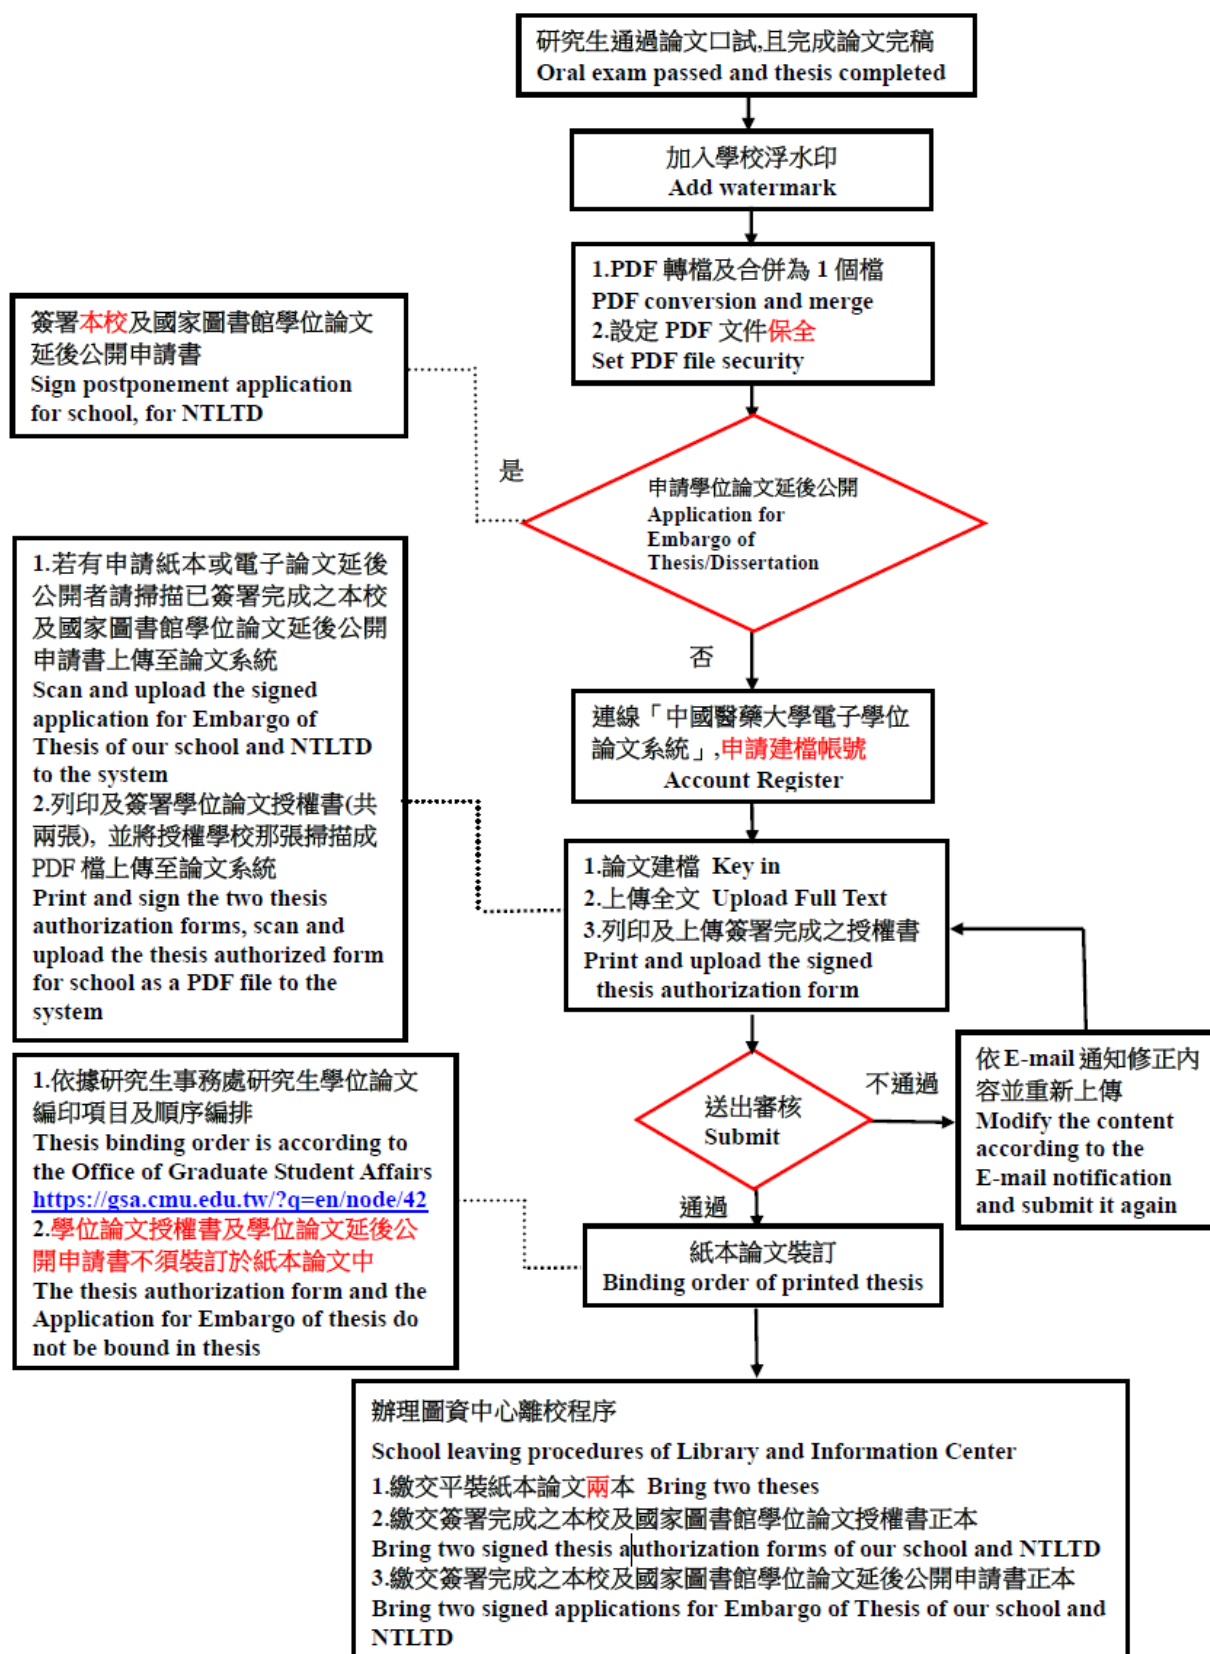 研究生通過論文口試,且完成論文完稿
Oral exam passed and thesis completed
加入學校浮水印
Add watermark
1.PDF 轉檔及合併為 1 個檔
PDF conversion and merge
2.設定 PDF 文件保全
Set PDF file security
簽署本校及國家圖書館學位論文
延後公開申請書
Sign postponement application
for school, for NTLTD
是
申請學位論文延後公開
Application for
Embargo of
Thesis/Dissertation
否
連線「中國醫藥大學電子學位
論文系統」,申請建檔帳號
Account Register
1.若有申請紙本或電子論文延後
公開者請掃描已簽署完成之本校
及國家圖書館學位論文延後公開
申請書上傳至論文系統
Scan and upload the signed
application for Embargo of
Thesis of our school and NTLTD
to the system
2.列印及簽署學位論文授權書(共
兩張), 並將授權學校那張掃描成
PDF 檔上傳至論文系統
Print and sign the two thesis
authorization forms, scan and
upload the thesis authorized form
for school as a PDF file to the
system
1.論文建檔 Key in
2.上傳全文 Upload Full Text
3.列印及上傳簽署完成之授權書
Print and upload the signed
thesis authorization form
送出審核
Submit
不通過
依 E-mail 通知修正內
容並重新上傳
Modify the content
according to the
E-mail notification
and submit it again
通過
1.依據研究生事務處研究生學位論文
編印項目及順序編排
Thesis binding order is according to
the Office of Graduate Student Affairs
https://gsa.cmu.edu.tw/?q=en/node/42
2.學位論文授權書及學位論文延後公
開申請書不須裝訂於紙本論文中
The thesis authorization form and the
Application for Embargo of thesis do
not be bound in thesis
紙本論文裝訂
Binding order of printed thesis
辦理圖資中心離校程序
School leaving procedures of Library and Information Center
1.繳交平裝紙本論文兩本 Bring two theses
2.繳交簽署完成之本校及國家圖書館學位論文授權書正本
Bring two signed thesis authorization forms of our school and NTLTD
3.繳交簽署完成之本校及國家圖書館學位論文延後公開申請書正本
Bring two signed applications for Embargo of Thesis of our school and
NTLTD